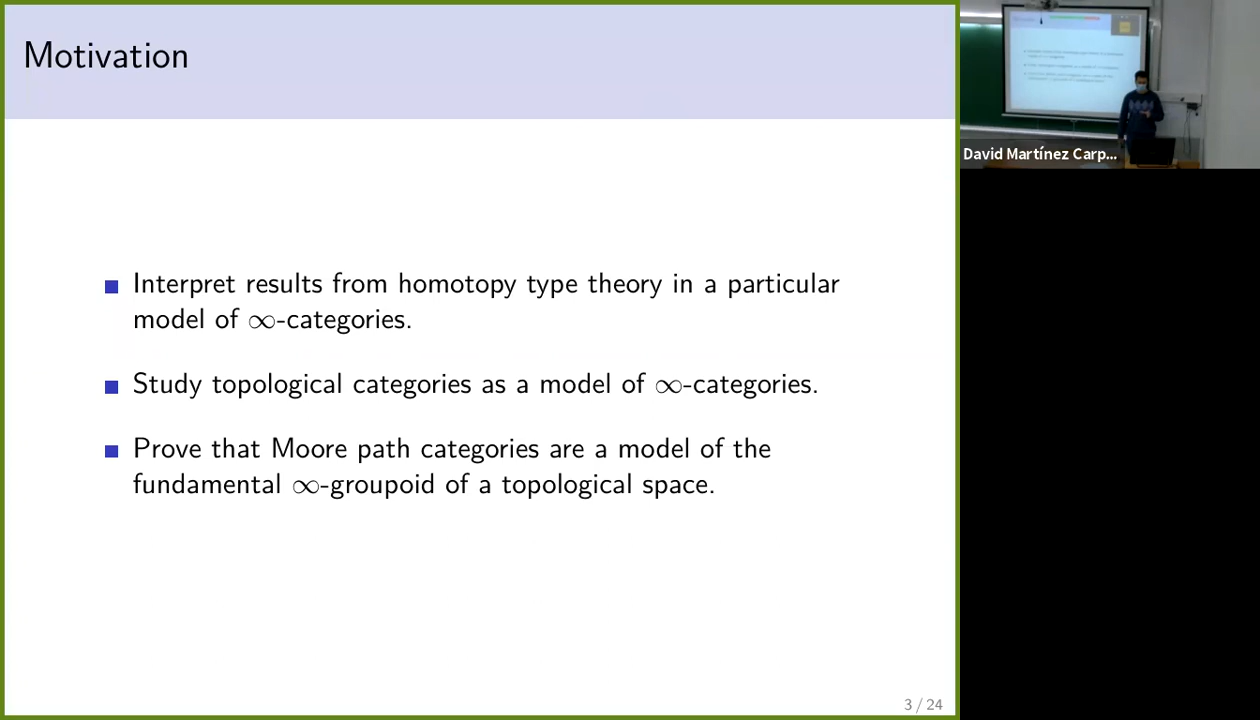 Motivation
Interpret results from homotopy type theory in a particular
model of ∞-categories.
Study topological categories as a model of ∞-categories.
Prove that Moore path categories are a model of the
fundamental ∞-groupoid of a topological space.
3 / 24
David Martínez Carp...